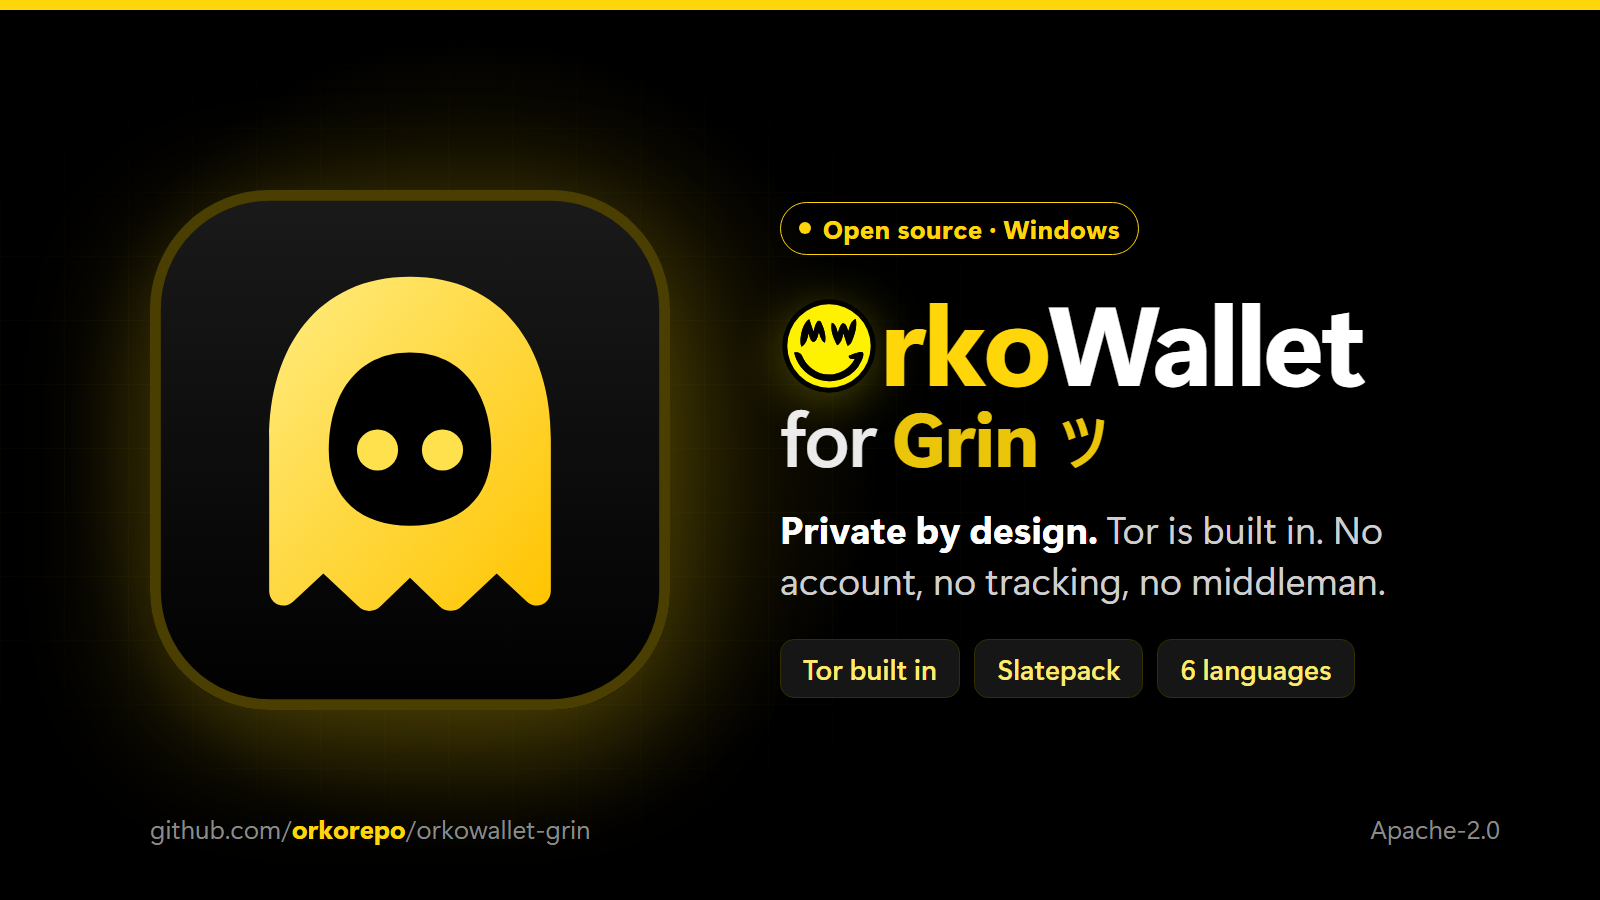 Open source · Windows
OrkoWallet
for Grin ツ
Private by design. Tor is built in. No
account, no tracking, no middleman.
Tor built in
Slatepack
6 languages
github.com/orkorepo/orkowallet-grin
Apache-2.0